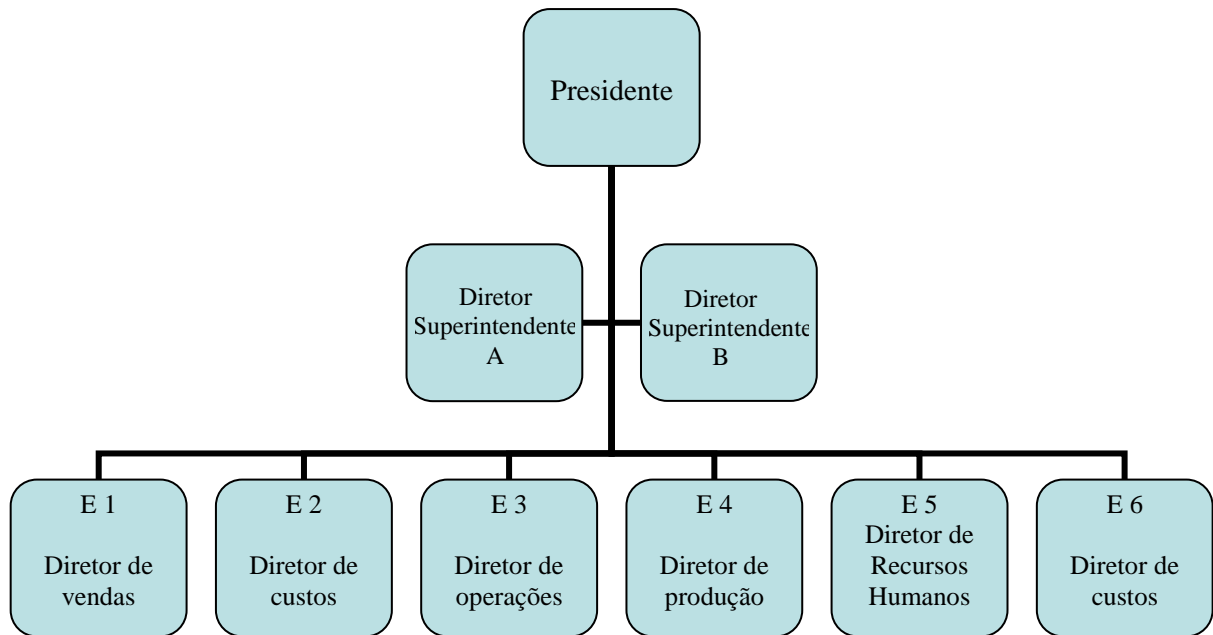 Presidente
Diretor
Superintendente
A
Diretor
Superintendente
B
E 1
Diretor de
vendas
E 2
Diretor de
custos
E 3
Diretor de
operações
E 4
Diretor de
produção
E 5
Diretor de
Recursos
Humanos
E 6
Diretor de
custos